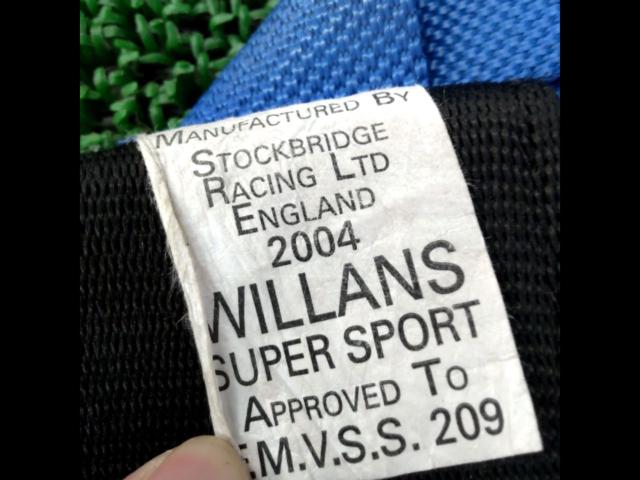 MANUFACTURED BY
STOCKBRIDGE
RACING LTD
ENGLAND
2004
WILLANS
SUPER SPORT
APPROVED TO
F.M.V.S.S. 209